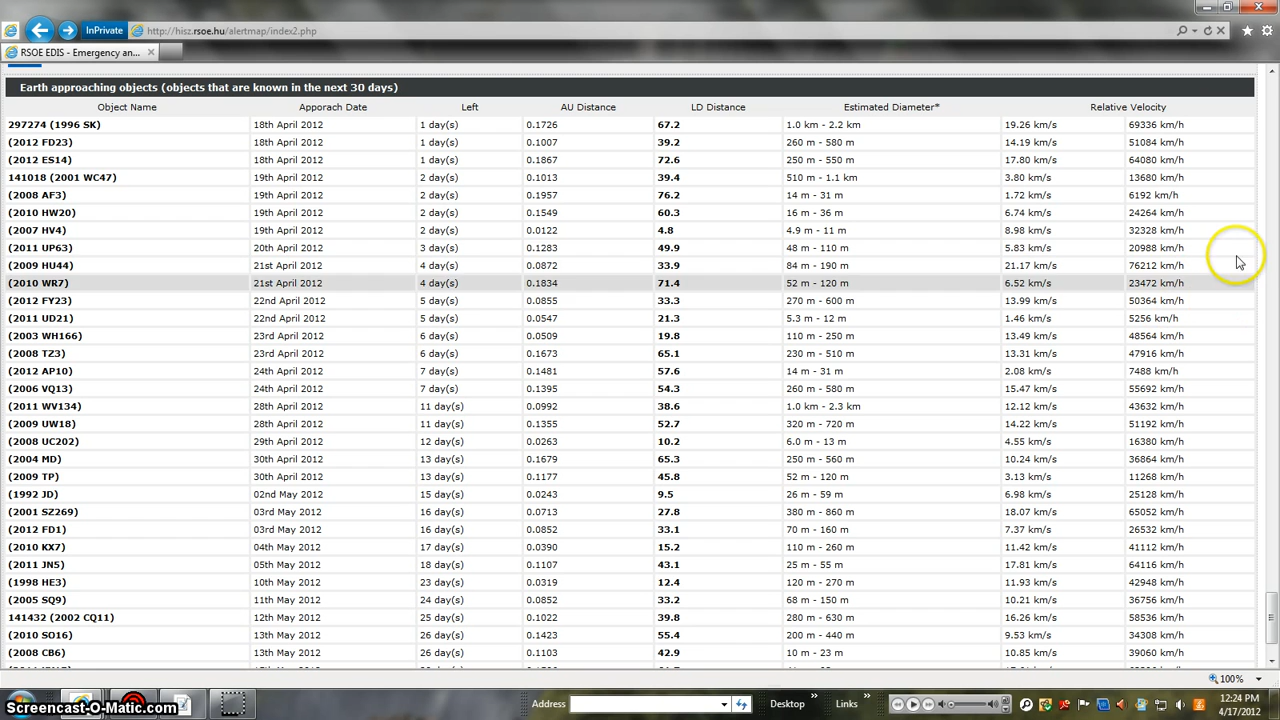 InPrivate http://hisz.rsoe.hu/alertmap/index2.php
RSOE EDIS - Emergency an...
Earth approaching objects (objects that are known in the next 30 days)
Object Name Apporach Date Left AU Distance LD Distance Estimated Diameter* Relative Velocity
297274 (1996 SK) 18th April 2012 1 day(s) 0.1726 67.2 1.0 km - 2.2 km 19.26 km/s 69336 km/h
(2012 FD23) 18th April 2012 1 day(s) 0.1007 39.2 260 m - 580 m 14.19 km/s 51084 km/h
(2012 ES14) 18th April 2012 1 day(s) 0.1867 72.6 250 m - 550 m 17.80 km/s 64080 km/h
141018 (2001 WC47) 19th April 2012 2 day(s) 0.1013 39.4 510 m - 1.1 km 3.80 km/s 13680 km/h
(2008 AF3) 19th April 2012 2 day(s) 0.1957 76.2 14 m - 31 m 1.72 km/s 6192 km/h
(2010 HW20) 19th April 2012 2 day(s) 0.1549 60.3 16 m - 36 m 6.74 km/s 24264 km/h
(2007 HV4) 19th April 2012 2 day(s) 0.0122 4.8 4.9 m - 11 m 8.98 km/s 32328 km/h
(2011 UP63) 20th April 2012 3 day(s) 0.1283 49.9 48 m - 110 m 5.83 km/s 20988 km/h
(2009 HU44) 21st April 2012 4 day(s) 0.0872 33.9 84 m - 190 m 21.17 km/s 76212 km/h
(2010 WR7) 21st April 2012 4 day(s) 0.1834 71.4 52 m - 120 m 6.52 km/s 23472 km/h
(2012 FY23) 22nd April 2012 5 day(s) 0.0855 33.3 270 m - 600 m 13.99 km/s 50364 km/h
(2011 UD21) 22nd April 2012 5 day(s) 0.0547 21.3 5.3 m - 12 m 1.46 km/s 5256 km/h
(2003 WH166) 23rd April 2012 6 day(s) 0.0509 19.8 110 m - 250 m 13.49 km/s 48564 km/h
(2008 TZ3) 23rd April 2012 6 day(s) 0.1673 65.1 230 m - 510 m 13.31 km/s 47916 km/h
(2012 AP10) 24th April 2012 7 day(s) 0.1481 57.6 14 m - 31 m 2.08 km/s 7488 km/h
(2006 VQ13) 24th April 2012 7 day(s) 0.1395 54.3 260 m - 580 m 15.47 km/s 55692 km/h
(2011 WV134) 28th April 2012 11 day(s) 0.0992 38.6 1.0 km - 2.3 km 12.12 km/s 43632 km/h
(2009 UW18) 28th April 2012 11 day(s) 0.1355 52.7 320 m - 720 m 14.22 km/s 51192 km/h
(2008 UC202) 29th April 2012 12 day(s) 0.0263 10.2 6.0 m - 13 m 4.55 km/s 16380 km/h
(2004 MD) 30th April 2012 13 day(s) 0.1679 65.3 250 m - 560 m 10.24 km/s 36864 km/h
(2009 TP) 30th April 2012 13 day(s) 0.1177 45.8 52 m - 120 m 3.13 km/s 11268 km/h
(1992 JD) 02nd May 2012 15 day(s) 0.0243 9.5 26 m - 59 m 6.98 km/s 25128 km/h
(2001 SZ269) 03rd May 2012 16 day(s) 0.0713 27.8 380 m - 860 m 18.07 km/s 65052 km/h
(2012 FD1) 03rd May 2012 16 day(s) 0.0852 33.1 70 m - 160 m 7.37 km/s 26532 km/h
(2010 KX7) 04th May 2012 17 day(s) 0.0390 15.2 110 m - 260 m 11.42 km/s 41112 km/h
(2011 JN5) 05th May 2012 18 day(s) 0.1107 43.1 25 m - 55 m 17.81 km/s 64116 km/h
(1998 HE3) 10th May 2012 23 day(s) 0.0319 12.4 120 m - 270 m 11.93 km/s 42948 km/h
(2005 SQ9) 11th May 2012 24 day(s) 0.0852 33.2 68 m - 150 m 10.21 km/s 36756 km/h
141432 (2002 CQ11) 12th May 2012 25 day(s) 0.1022 39.8 280 m - 630 m 16.26 km/s 58536 km/h
(2010 SO16) 13th May 2012 26 day(s) 0.1423 55.4 200 m - 440 m 9.53 km/s 34308 km/h
(2008 CB6) 13th May 2012 26 day(s) 0.1103 42.9 10 m - 23 m 10.85 km/s 39060 km/h
100%
Screencast-O-Matic.com Address Desktop Links 12:24 PM
4/17/2012